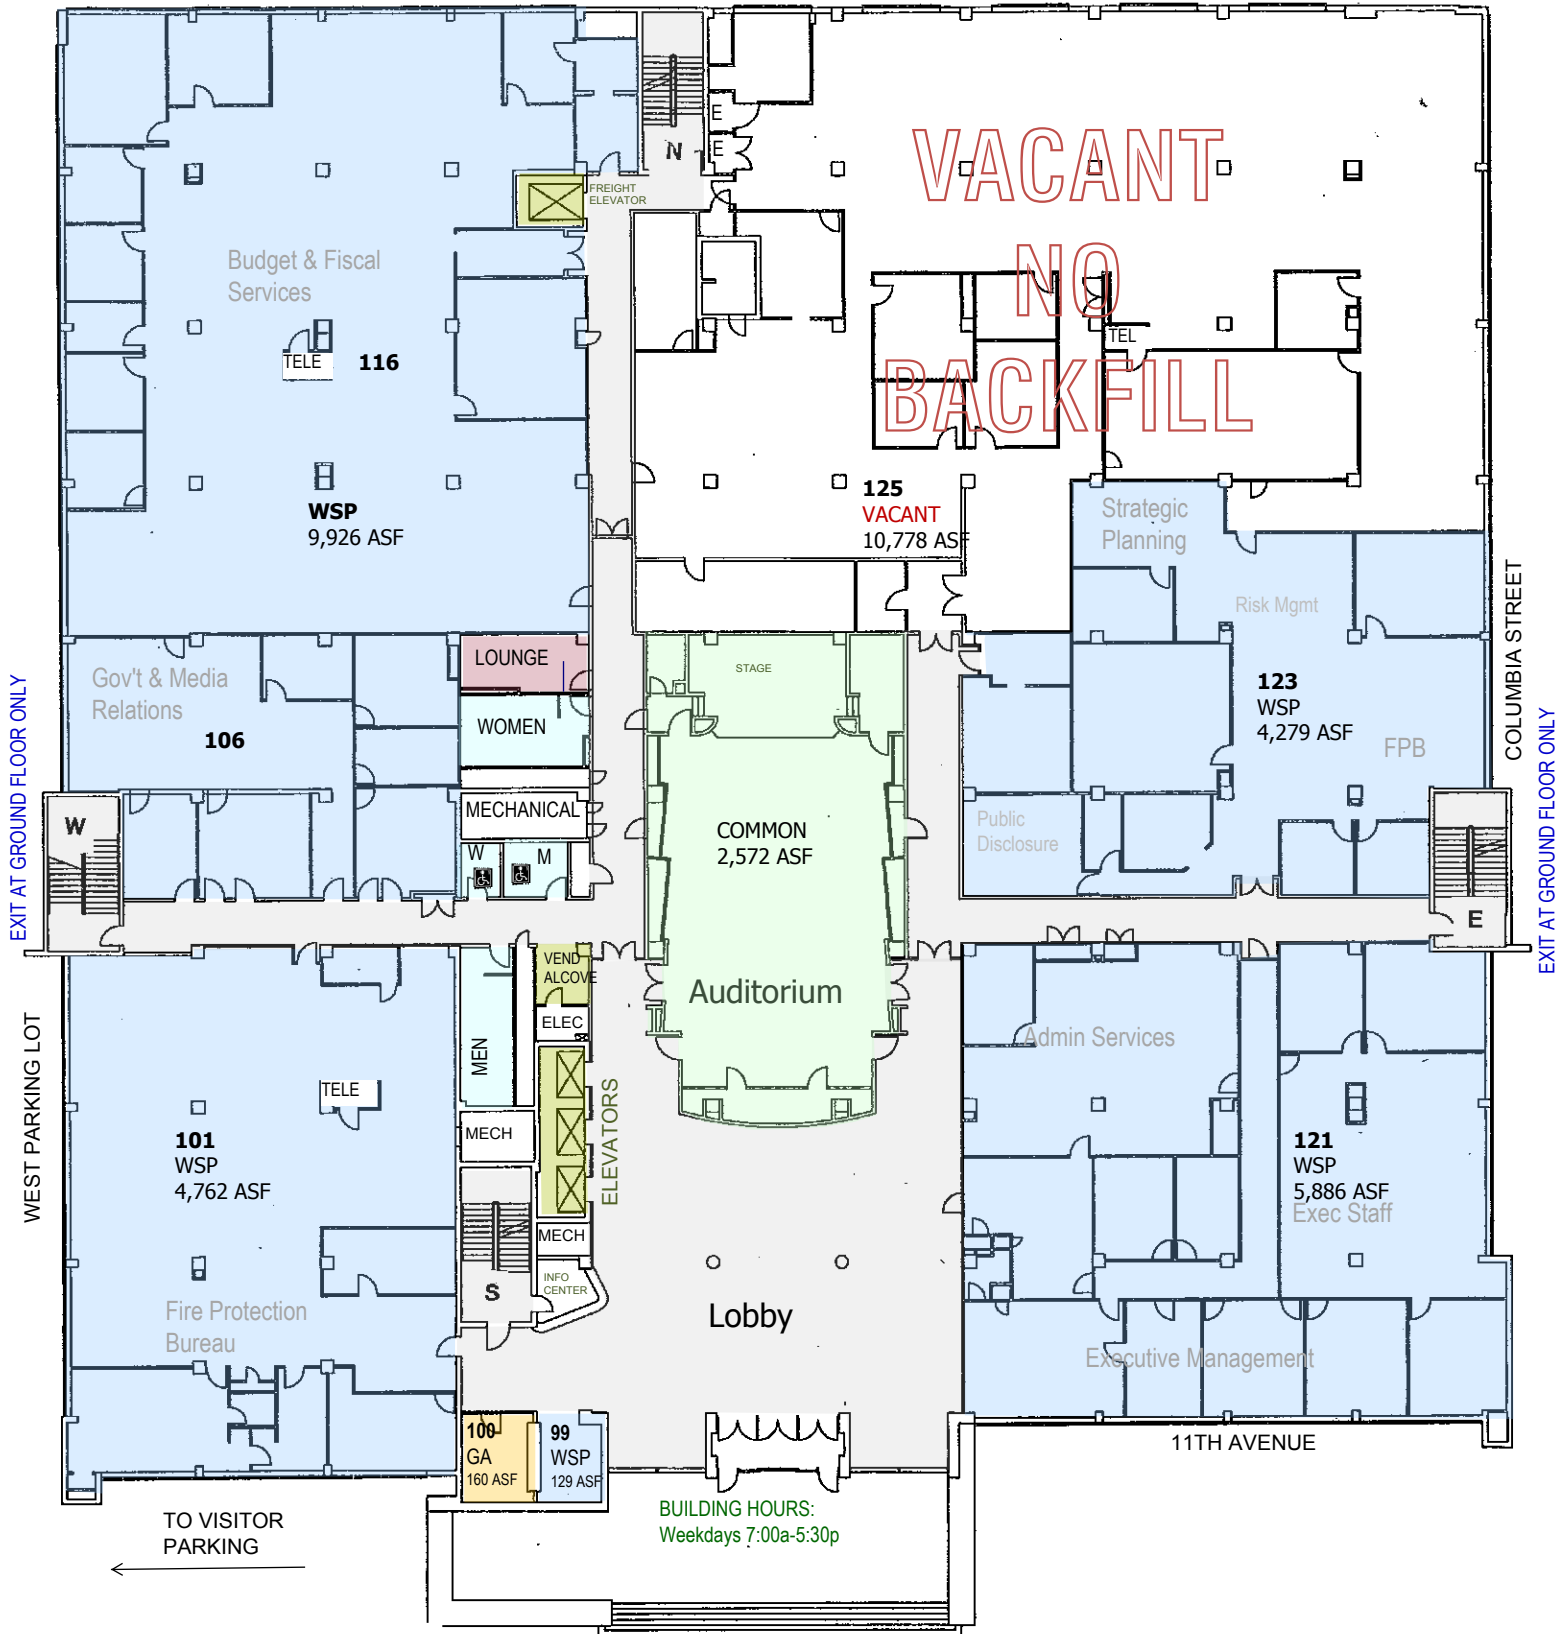 E
E
N
FREIGHT
ELEVATOR
VACANT
NO
BACKFILL
Budget & Fiscal
Services
TELE
116
TEL
WSP
9,926 ASF
125
VACANT
10,778 ASF
Strategic
Planning
Risk Mgmt
LOUNGE
STAGE
Gov't & Media
Relations
106
WOMEN
123
WSP
4,279 ASF
FPB
COLUMBIA STREET
EXIT AT GROUND FLOOR ONLY
EXIT AT GROUND FLOOR ONLY
W
MECHANICAL
COMMON
2,572 ASF
Public
Disclosure
W
M
E
VEND
ALCOVE
Auditorium
ELEC
MEN
Admin Services
WEST PARKING LOT
TELE
ELEVATORS
MECH
101
WSP
4,762 ASF
121
WSP
5,886 ASF
Exec Staff
MECH
S
INFO
CENTER
Lobby
Fire Protection
Bureau
Executive Management
100
GA
160 ASF
99
WSP
129 ASF
11TH AVENUE
BUILDING HOURS:
Weekdays 7:00a-5:30p
TO VISITOR
PARKING